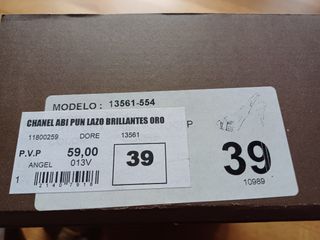 MODELO : 13561-554
CHANEL ABI PUN LAZO BRILLANTES ORO
11800259 DORE 13561
P.V.P 59,00
ANGEL 013V
39
1
P
39
10989